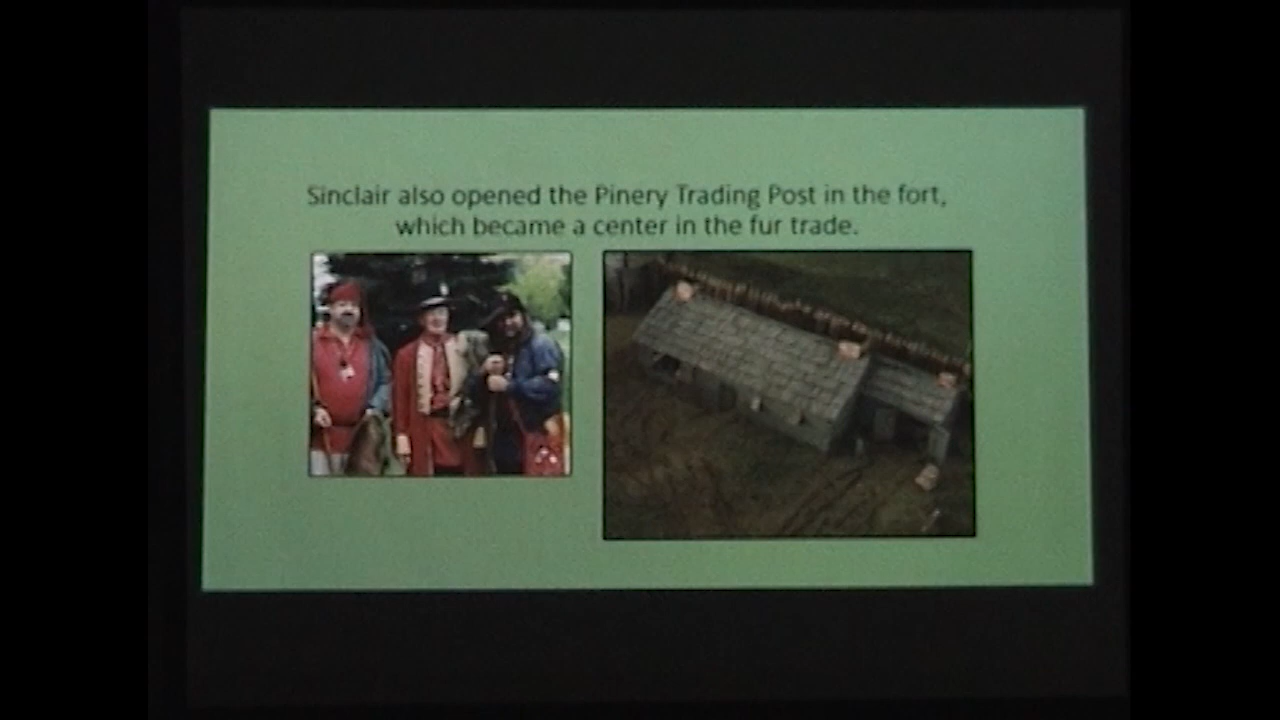 Sinclair also opened the Pinery Trading Post in the fort,
which became a center in the fur trade.